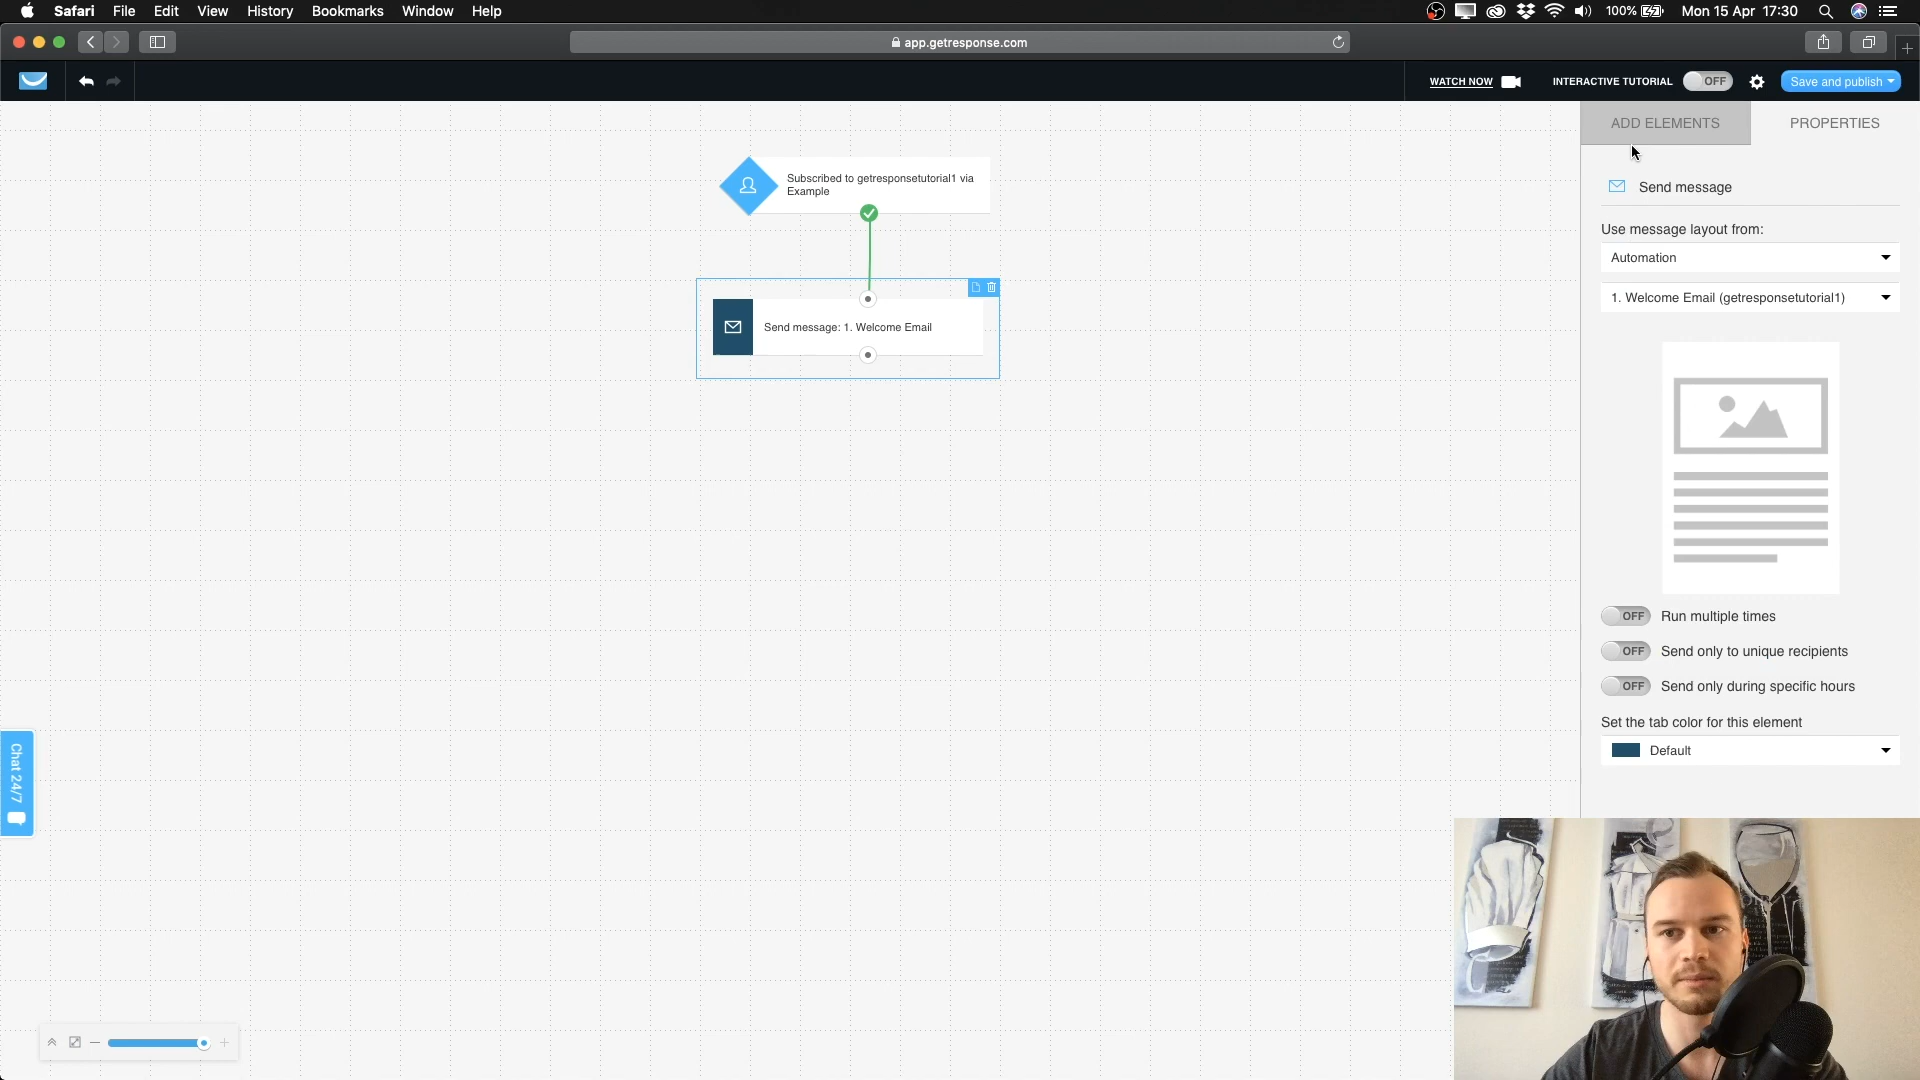 Safari File Edit View History Bookmarks Window Help
100% Mon 15 Apr 17:30
app.getresponse.com
WATCH NOW INTERACTIVE TUTORIAL OFF Save and publish
ADD ELEMENTS PROPERTIES
Subscribed to getresponsetutorial1 via
Example
Send message: 1. Welcome Email
Send message
Use message layout from:
Automation
1. Welcome Email (getresponsetutorial1)
OFF Run multiple times
OFF Send only to unique recipients
OFF Send only during specific hours
Set the tab color for this element
Default
Chat 24/7